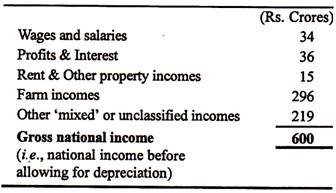 (Rs. Crores)
Wages and salaries 34
Profits & Interest 36
Rent & Other property incomes 15
Farm incomes 296
Other ‘mixed’ or unclassified incomes 219
Gross national income 600
(i.e., national income before
allowing for depreciation)